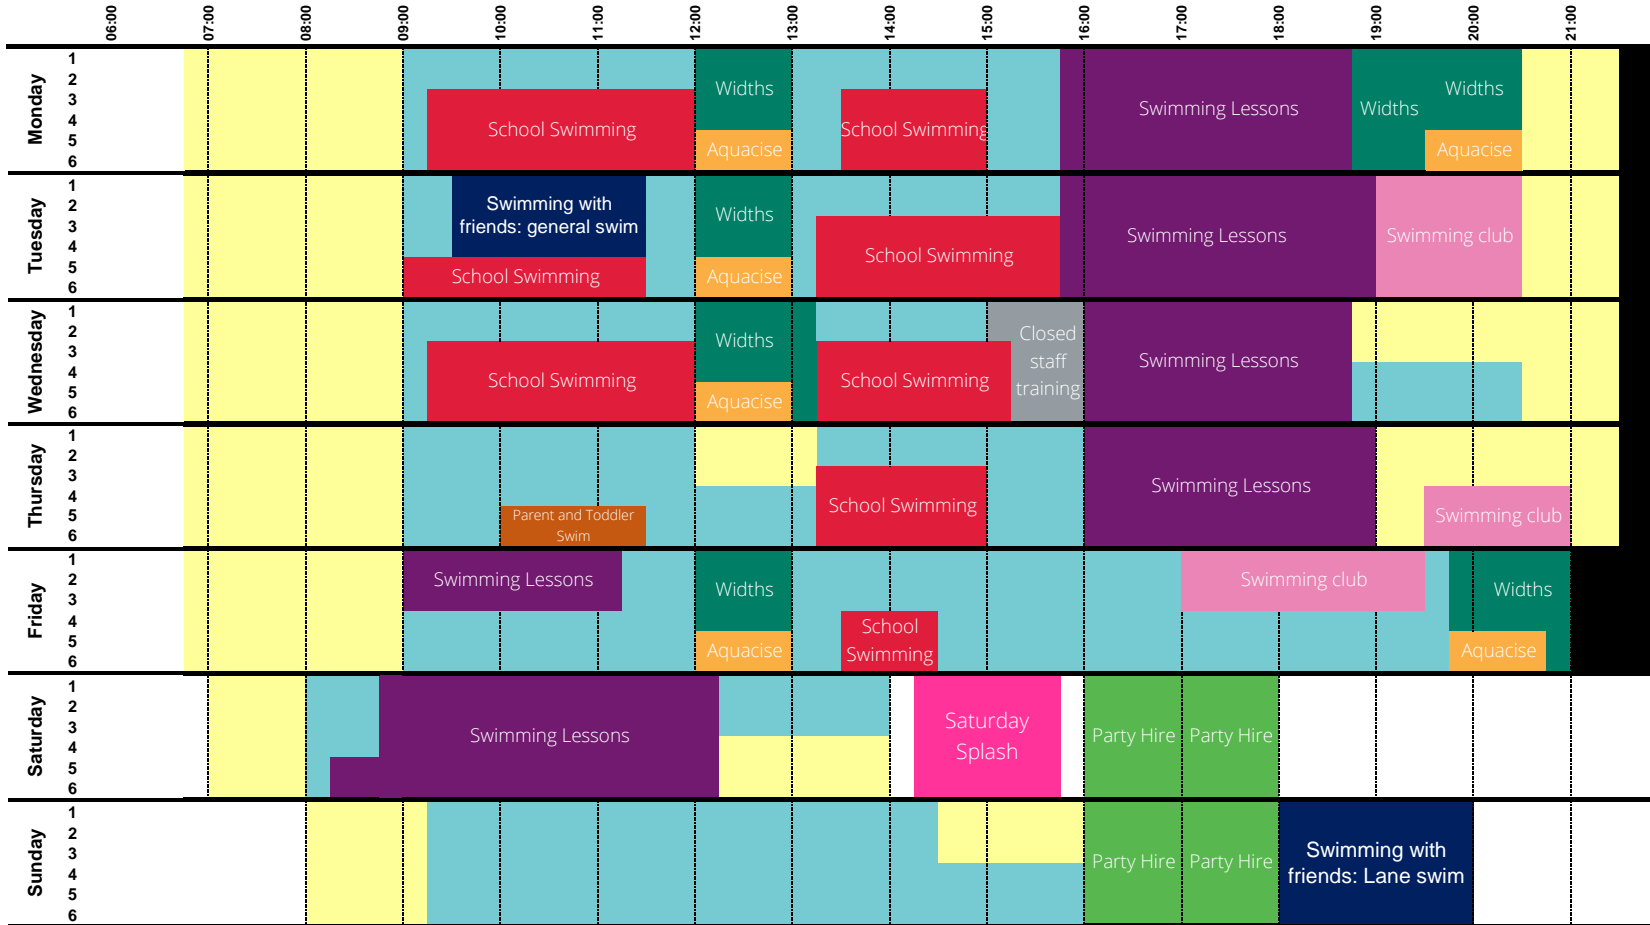 06:00 07:00 08:00 09:00 10:00 11:00 12:00 13:00 14:00 15:00 16:00 17:00 18:00 19:00 20:00 21:00
Monday
1
2
3
4
5
6
School Swimming
Widths
Aquacise
School Swimming
Swimming Lessons
Widths
Widths
Aquacise
Tuesday
1
2
3
4
5
6
Swimming with
friends: general swim
School Swimming
Widths
Aquacise
School Swimming
Swimming Lessons
Swimming club
Wednesday
1
2
3
4
5
6
School Swimming
Widths
Aquacise
School Swimming
Closed
staff
training
Swimming Lessons
Thursday
1
2
3
4
5
6
Parent and Toddler
Swim
School Swimming
Swimming Lessons
Swimming club
Friday
1
2
3
4
5
6
Swimming Lessons
Widths
Aquacise
School
Swimming
Swimming club
Widths
Aquacise
Saturday
1
2
3
4
5
6
Swimming Lessons
Saturday
Splash
Party Hire
Party Hire
Sunday
1
2
3
4
5
6
Party Hire
Party Hire
Swimming with
friends: Lane swim